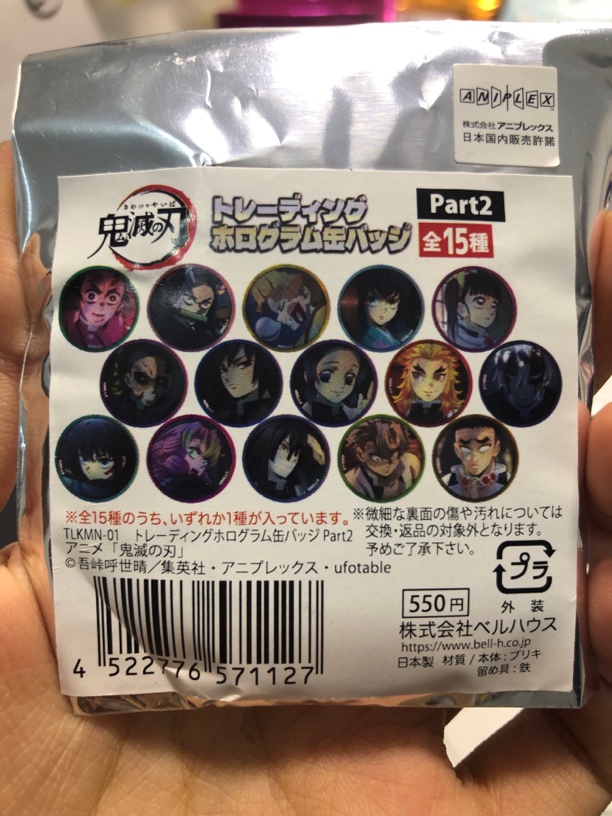 ANIPLEX
株式会社 アニプレックス
日本国内販売許諾
きめつのやいば
鬼滅の刃
トレーディング
ホログラム缶バッジ
Part2
全15種
※全15種のうち、いずれか1種が入っています。
TLKMN-01 トレーディングホログラム缶バッジ Part2
アニメ「鬼滅の刃」
©吾峠呼世晴／集英社・アニプレックス・ufotable
※微細な裏面の傷や汚れについては
交換・返品の対象外となります。
予めご了承下さい。
プラ
外 装
550円
株式会社ベルハウス
https://www.bell-h.co.jp
日本製 材質 / 本体：ブリキ
留め具：鉄
4 522776 571127